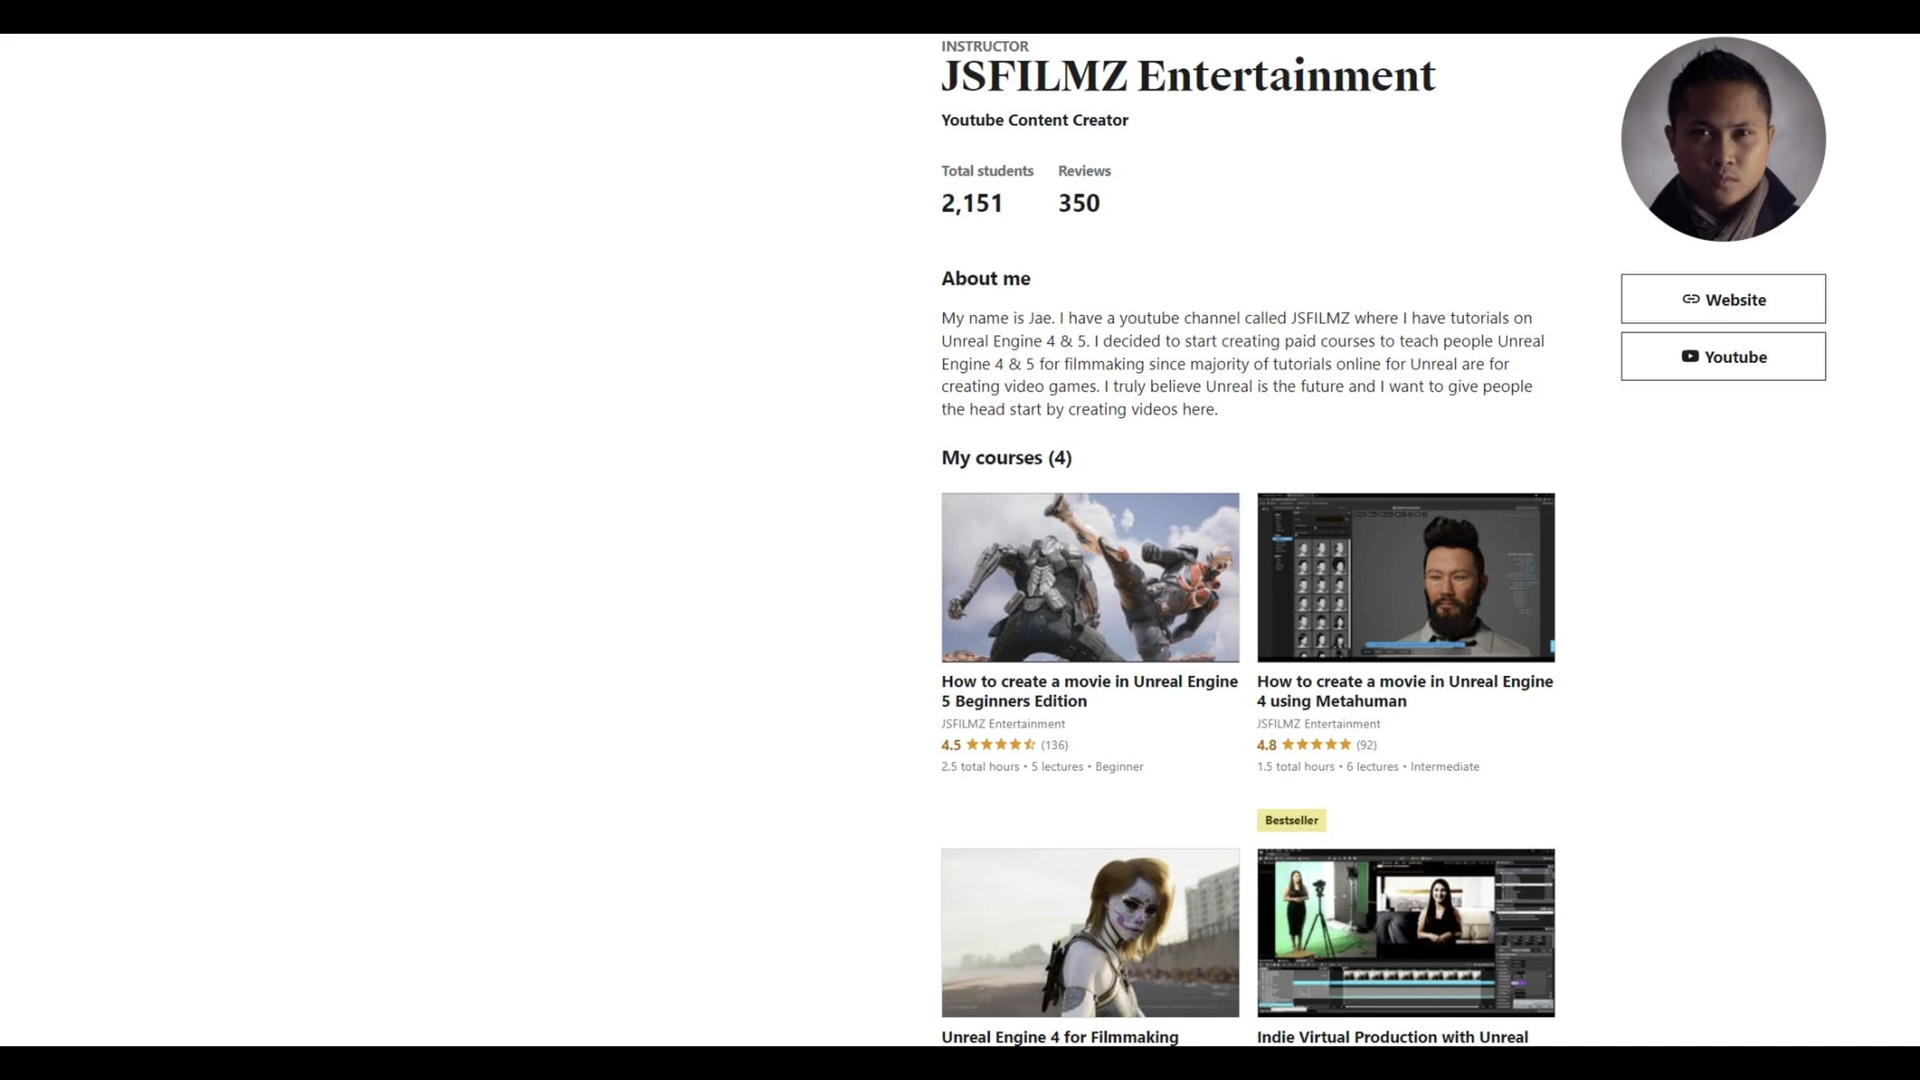 INSTRUCTOR
JSFILMZ Entertainment
Youtube Content Creator
Total students
Reviews
2,151
350
About me
My name is Jae. I have a youtube channel called JSFILMZ where I have tutorials on
Unreal Engine 4 & 5. I decided to start creating paid courses to teach people Unreal
Engine 4 & 5 for filmmaking since majority of tutorials online for Unreal are for
creating video games. I truly believe Unreal is the future and I want to give people
the head start by creating videos here.
Website
Youtube
My courses (4)
How to create a movie in Unreal Engine
5 Beginners Edition
JSFILMZ Entertainment
4.5 (136)
2.5 total hours • 5 lectures • Beginner
How to create a movie in Unreal Engine
4 using Metahuman
JSFILMZ Entertainment
4.8 (92)
1.5 total hours • 6 lectures • Intermediate
Bestseller
Unreal Engine 4 for Filmmaking
Indie Virtual Production with Unreal